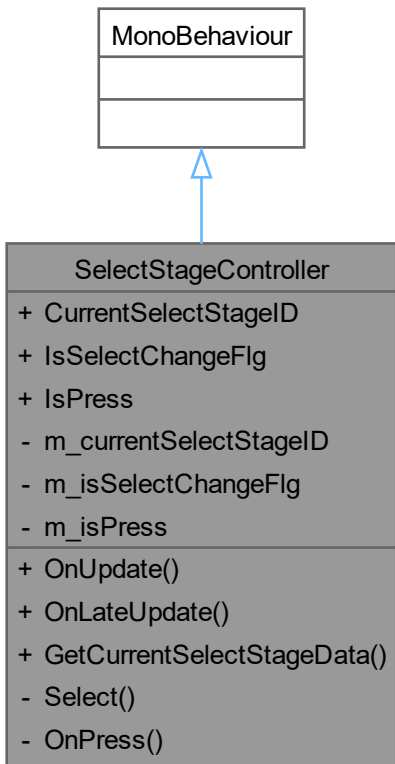 MonoBehaviour
SelectStageController
+ CurrentSelectStageID
+ IsSelectChangeFlg
+ IsPress
- m_currentSelectStageID
- m_isSelectChangeFlg
- m_isPress
+ OnUpdate()
+ OnLateUpdate()
+ GetCurrentSelectStageData()
- Select()
- OnPress()